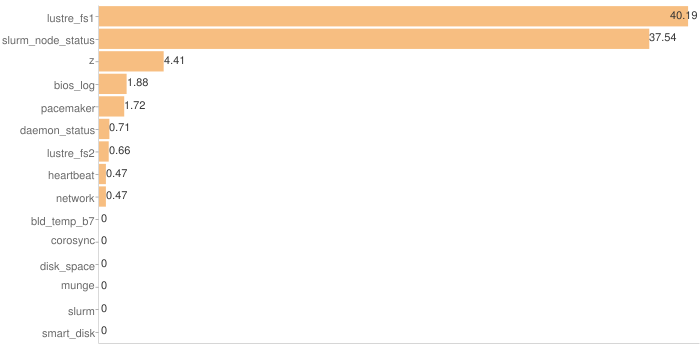 lustre_fs1 40.19
slurm_node_status 37.54
z 4.41
bios_log 1.88
pacemaker 1.72
daemon_status 0.71
lustre_fs2 0.66
heartbeat 0.47
network 0.47
bld_temp_b7 0
corosync 0
disk_space 0
munge 0
slurm 0
smart_disk 0